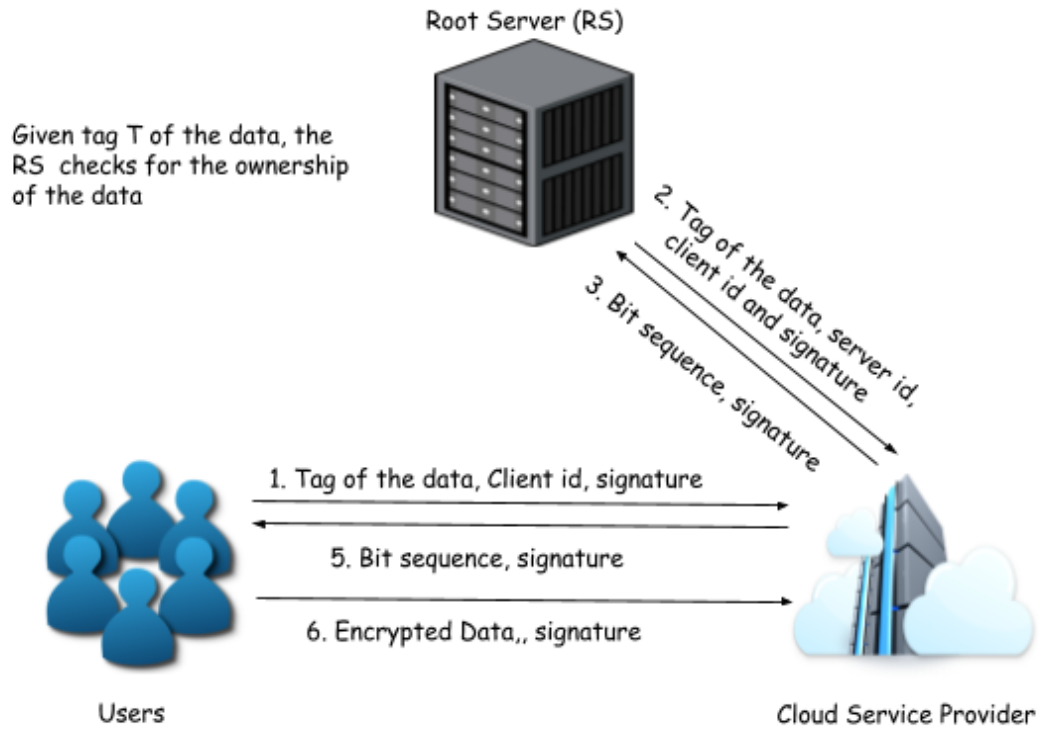 Root Server (RS)
Given tag T of the data, the
RS checks for the ownership
of the data
2. Tag of the data, server id,
client id and signature
3. Bit sequence, signature
1. Tag of the data, Client id, signature
5. Bit sequence, signature
6. Encrypted Data,, signature
Users
Cloud Service Provider